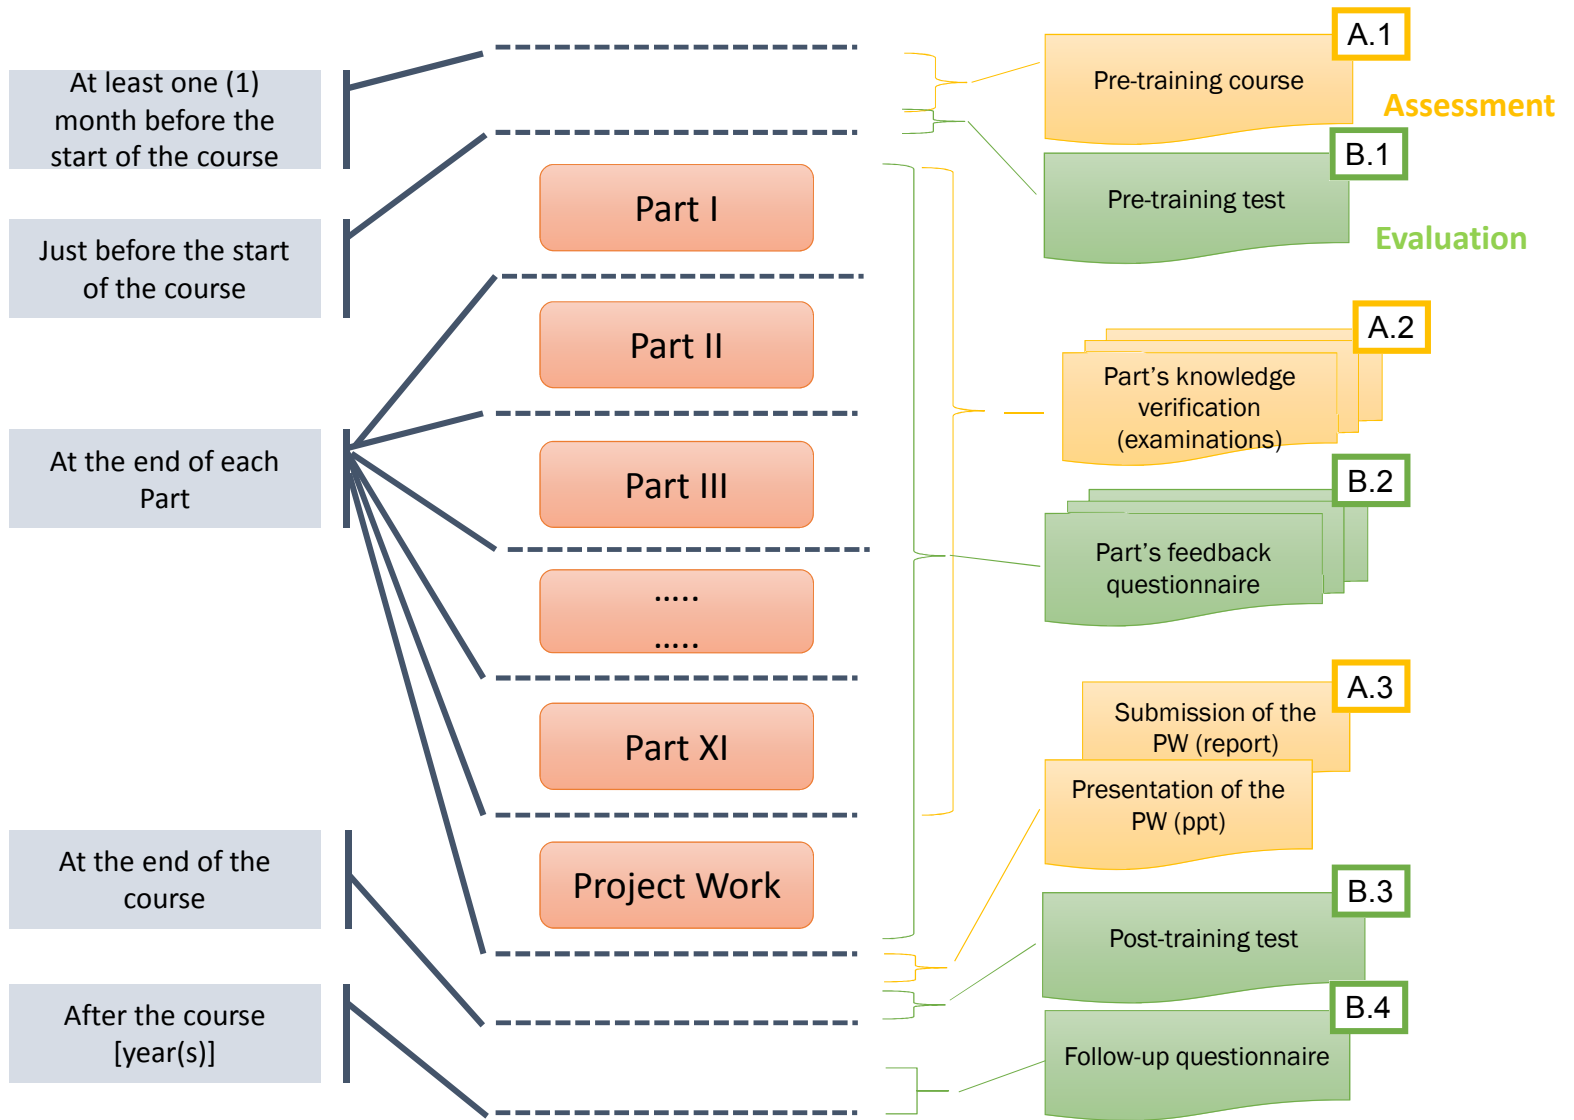 At least one (1)
month before the
start of the course
Just before the start
of the course
At the end of each
Part
At the end of the
course
After the course
[year(s)]
Part I
Part II
Part III
.....
.....
Part XI
Project Work
A.1
Pre-training course
Assessment
B.1
Pre-training test
Evaluation
A.2
Part's knowledge
verification
(examinations)
B.2
Part's feedback
questionnaire
A.3
Submission of the
PW (report)
Presentation of the
PW (ppt)
B.3
Post-training test
B.4
Follow-up questionnaire